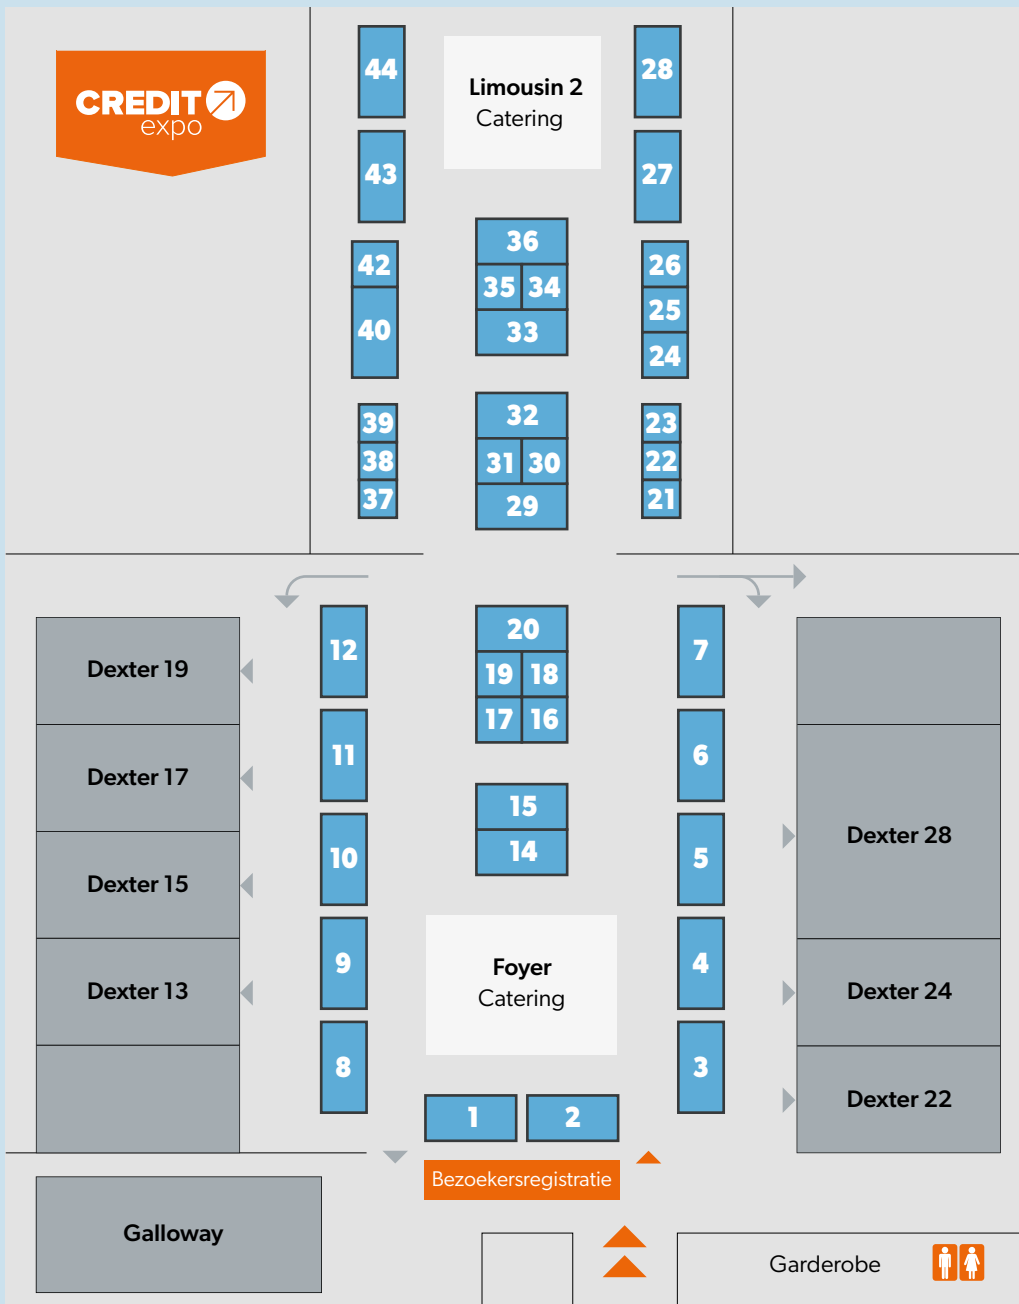 CREDIT
expo
44
Limousin 2
Catering
28
43
27
36
42
26
35 34
25
40
33
24
39
32
23
38
31 30
22
37
29
21
12
20
7
Dexter 19
19 18
17 16
11
6
Dexter 17
15
Dexter 28
10
14
5
Dexter 15
9
Foyer
Catering
4
Dexter 13
Dexter 24
8
3
1
2
Dexter 22
Bezoekersregistratie
Galloway
Garderobe